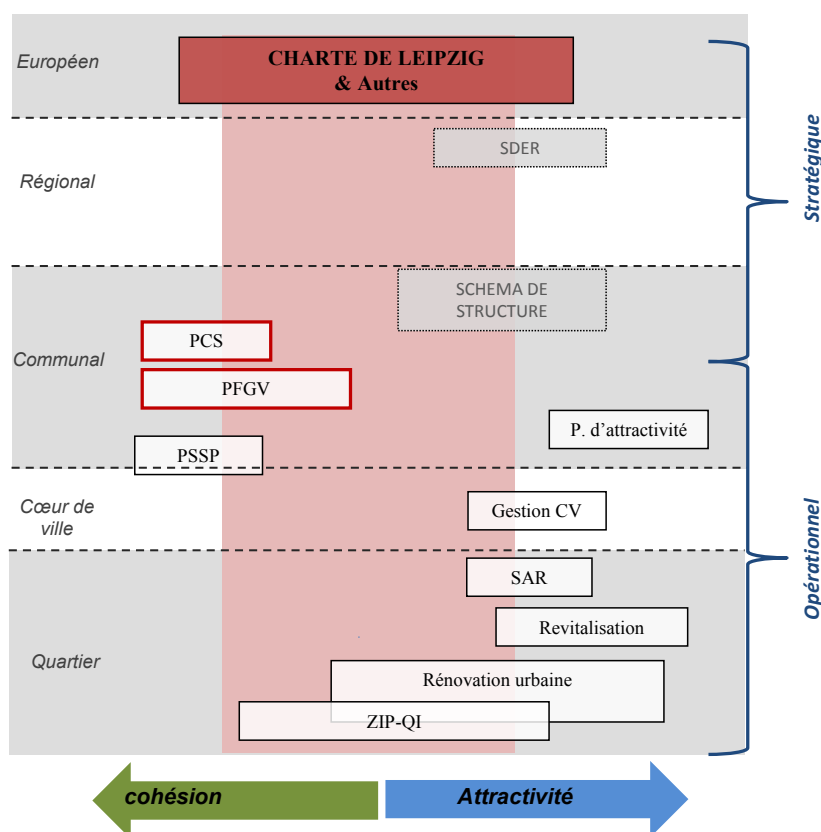 Européen
CHARTE DE LEIPZIG
& Autres
SDER
Régional
Stratégique
SCHEMA DE
STRUCTURE
PCS
Communal
PFGV
P. d’attractivité
PSSP
Cœur de
ville
Gestion CV
SAR
Opérationnel
Revitalisation
Quartier
Rénovation urbaine
ZIP-QI
cohésion
Attractivité